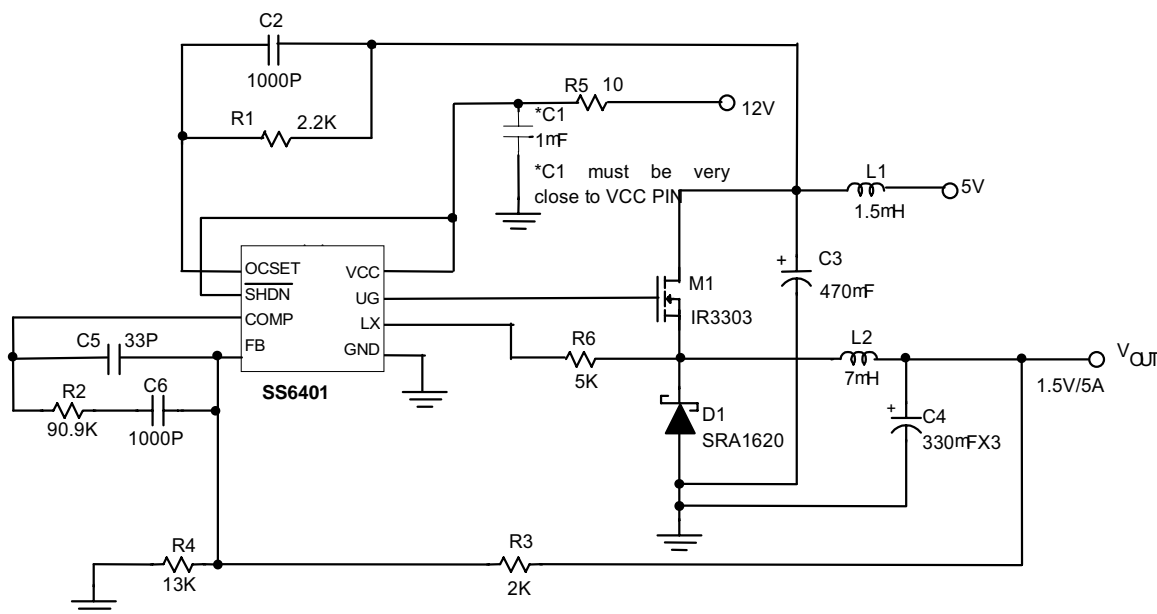 C2
1000P
R1
2.2K
R5 10
12V
*C1
1mF
*C1 must be very
close to VCC PIN
L1
5V
1.5mH
OCSET
SHDN
COMP
FB
VCC
UG
LX
GND
SS6401
M1
IR3303
C3
470mF
+
C5
33P
R2
90.9K
C6
1000P
R6
5K
L2
7mH
VOUT
1.5V/5A
D1
SRA1620
+
C4
330mFX3
R4
13K
R3
2K